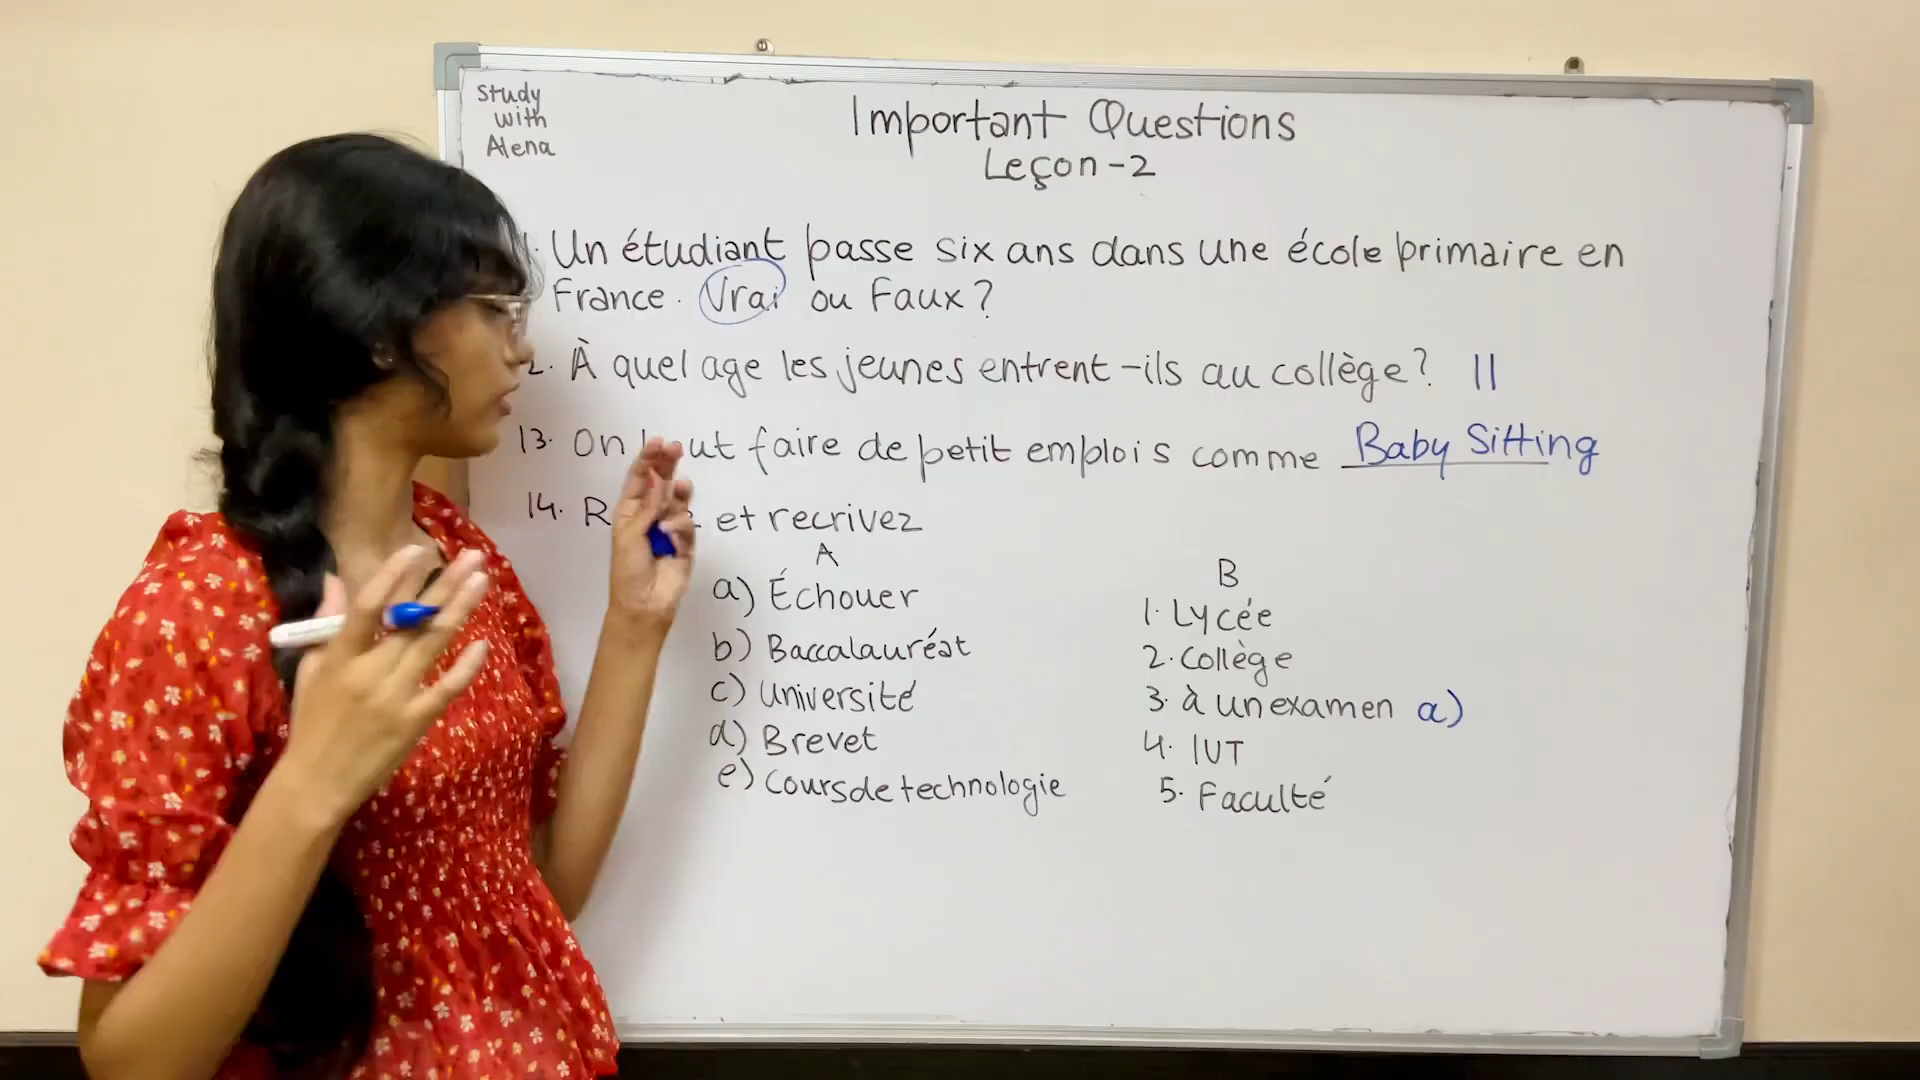 Study
with
Alena
Important Questions
Leçon-2
Un étudiant passe six ans dans une école primaire en
France. Vrai ou Faux?
2. À quel age les jeunes entrent-ils au collège? 11
13. On faire de petit emplois comme Baby Sitting
14. et recrivez
A
a) Échouer
b) Baccalauréat
c) Université
d) Brevet
e) Cours de technologie
B
1. Lycée
2. Collège
3. à un examen a)
4. IUT
5. Faculté